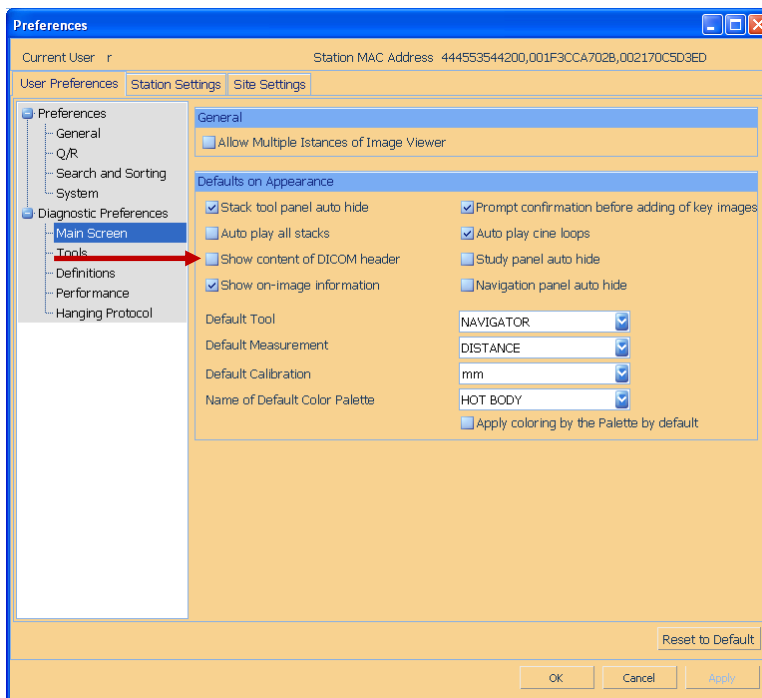 Preferences
Current User r Station MAC Address 444553544200,001F3CCA702B,002170C5D3ED
User Preferences Station Settings Site Settings
Preferences
General
Q/R
Search and Sorting
System
Diagnostic Preferences
Main Screen
Tools
Definitions
Performance
Hanging Protocol
General
Allow Multiple Istances of Image Viewer
Defaults on Appearance
Stack tool panel auto hide Prompt confirmation before adding of key images
Auto play all stacks Auto play cine loops
Show content of DICOM header Study panel auto hide
Show on-image information Navigation panel auto hide
Default Tool NAVIGATOR
Default Measurement DISTANCE
Default Calibration mm
Name of Default Color Palette HOT BODY
Apply coloring by the Palette by default
Reset to Default
OK Cancel Apply